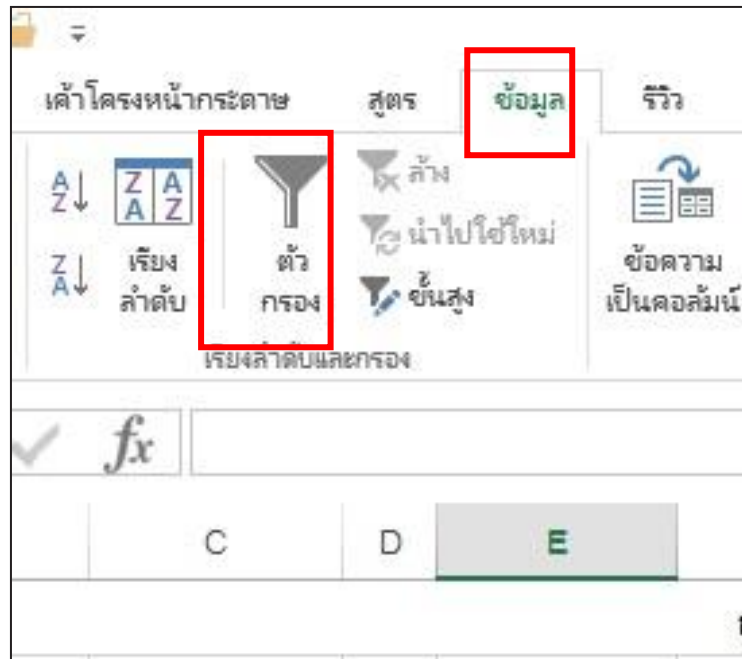 เค้าโครงหน้ากระดาษ สูตร ข้อมูล รีวิว
A Z
Z A
Z A
A Z
เรียง
ลำดับ
ตัว
กรอง
ล้าง
นำไปใช้ใหม่
ขั้นสูง
ข้อความ
เป็นคอลัมน์
เรียงลำดับและกรอง
fx
C D E